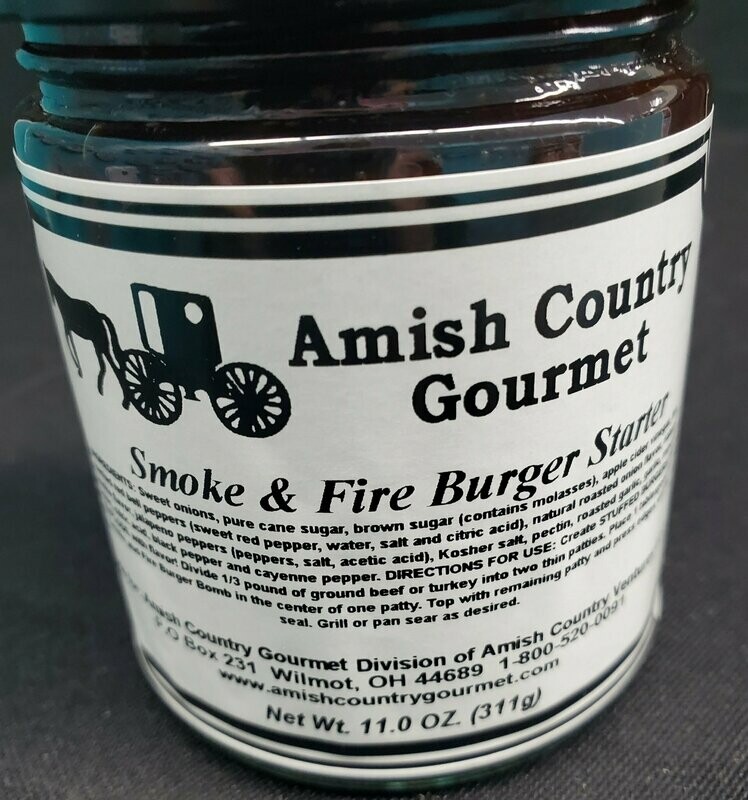 Amish Country
Gourmet
Smoke & Fire Burger Starter
Sweet onions, pure cane sugar, brown sugar (contains molasses), apple cider
bell peppers (sweet red pepper, water, salt and citric acid), natural roasted onion flavor
jalapeno peppers (peppers, salt, acetic acid), Kosher salt, pectin, roasted garlic,
black pepper and cayenne pepper. DIRECTIONS FOR USE: Create STUFFED
flavor! Divide 1/3 pound of ground beef or turkey into two thin patties. Place 1
Fire Burger Bomb in the center of one patty. Top with remaining patty and press
seal. Grill or pan sear as desired.
Amish Country Gourmet Division of Amish Country
P.O Box 231 Wilmot, OH 44689 1-800-520-0091
www.amishcountrygourmet.com
Net Wt. 11.0 OZ. (311g)